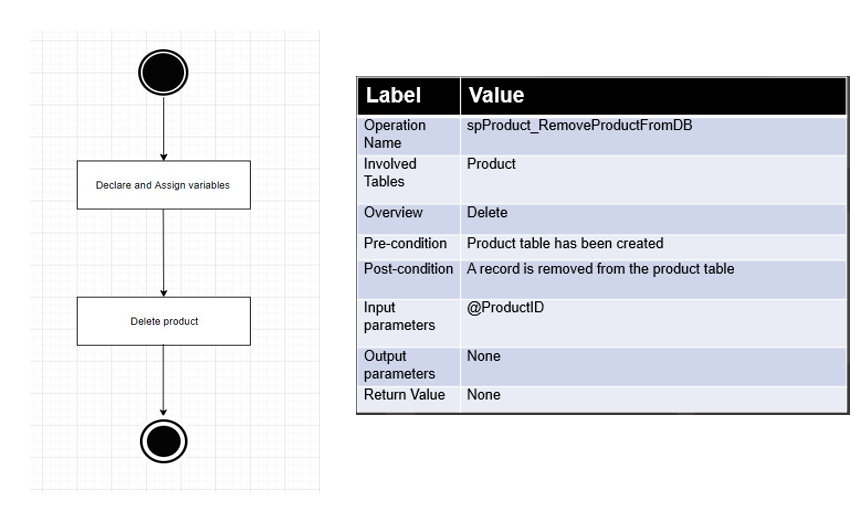 Declare and Assign variables
Delete product
Label Value
Operation Name spProduct_RemoveProductFromDB
Involved Tables Product
Overview Delete
Pre-condition Product table has been created
Post-condition A record is removed from the product table
Input parameters @ProductID
Output parameters None
Return Value None